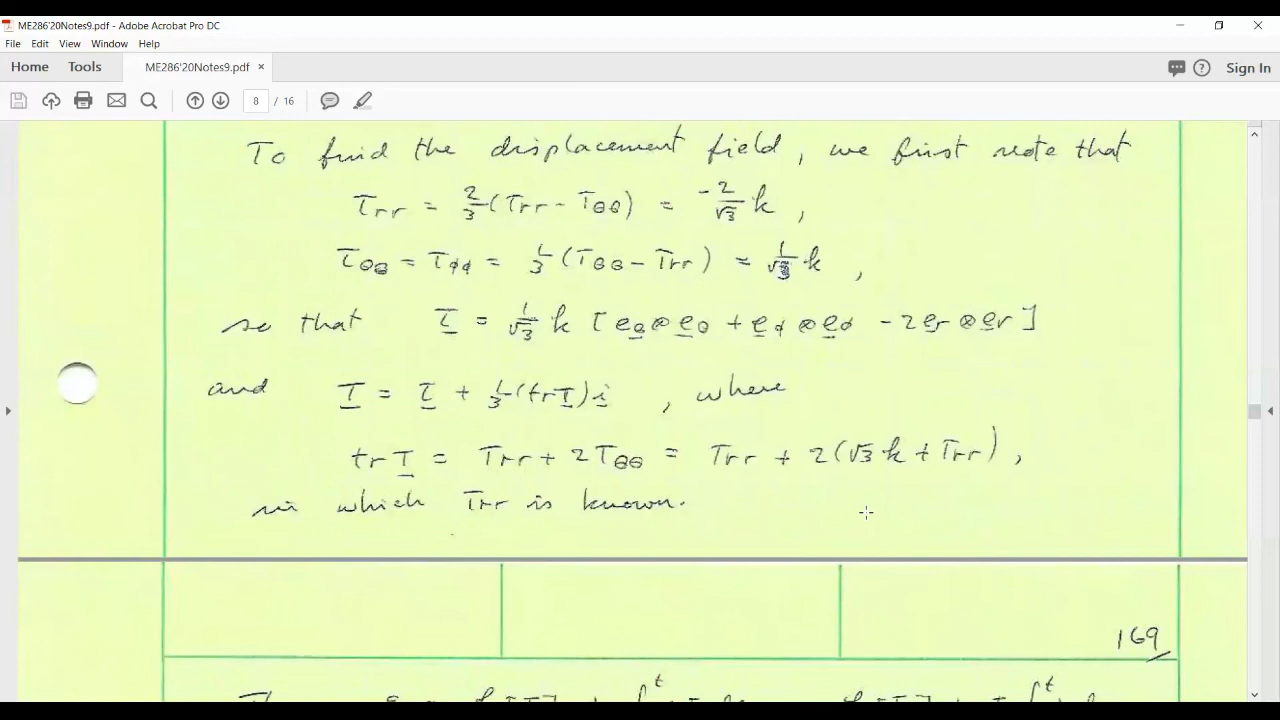 ME286'20Notes9.pdf - Adobe Acrobat Pro DC
File Edit View Window Help
Home Tools ME286'20Notes9.pdf × Sign In
8 / 16
To find the displacement field, we first note that
τrr = 2/3 (Trr - Tθθ) = -2/√3 k ,
τθθ = τφφ = 1/3 (Tθθ - Trr) = 1/√3 k ,
so that τ = 1/√3 k [eθ⊗eθ + eφ⊗eφ - 2er⊗er]
and T = τ + 1/3 (tr T) i , where
tr T = Trr + 2Tθθ = Trr + 2(√3 k + Trr) ,
in which Trr is known.
169